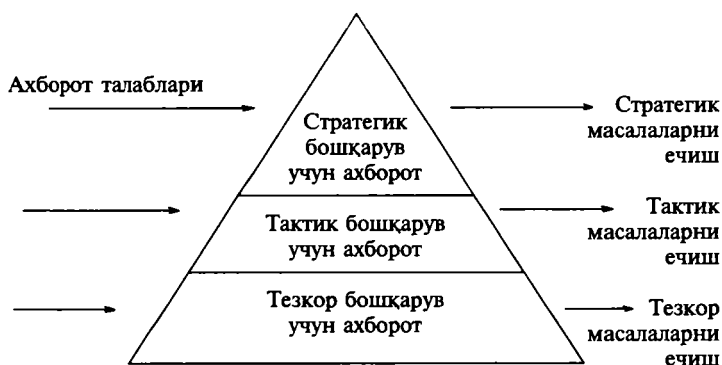 Ахборот талаблари
Стратегик
бошқарув
учун ахборот
Стратегик
масалаларни
ечиш
Тактик бошқарув
учун ахборот
Тактик
масалаларни
ечиш
Тезкор бошқарув
учун ахборот
Тезкор
масалаларни
ечиш